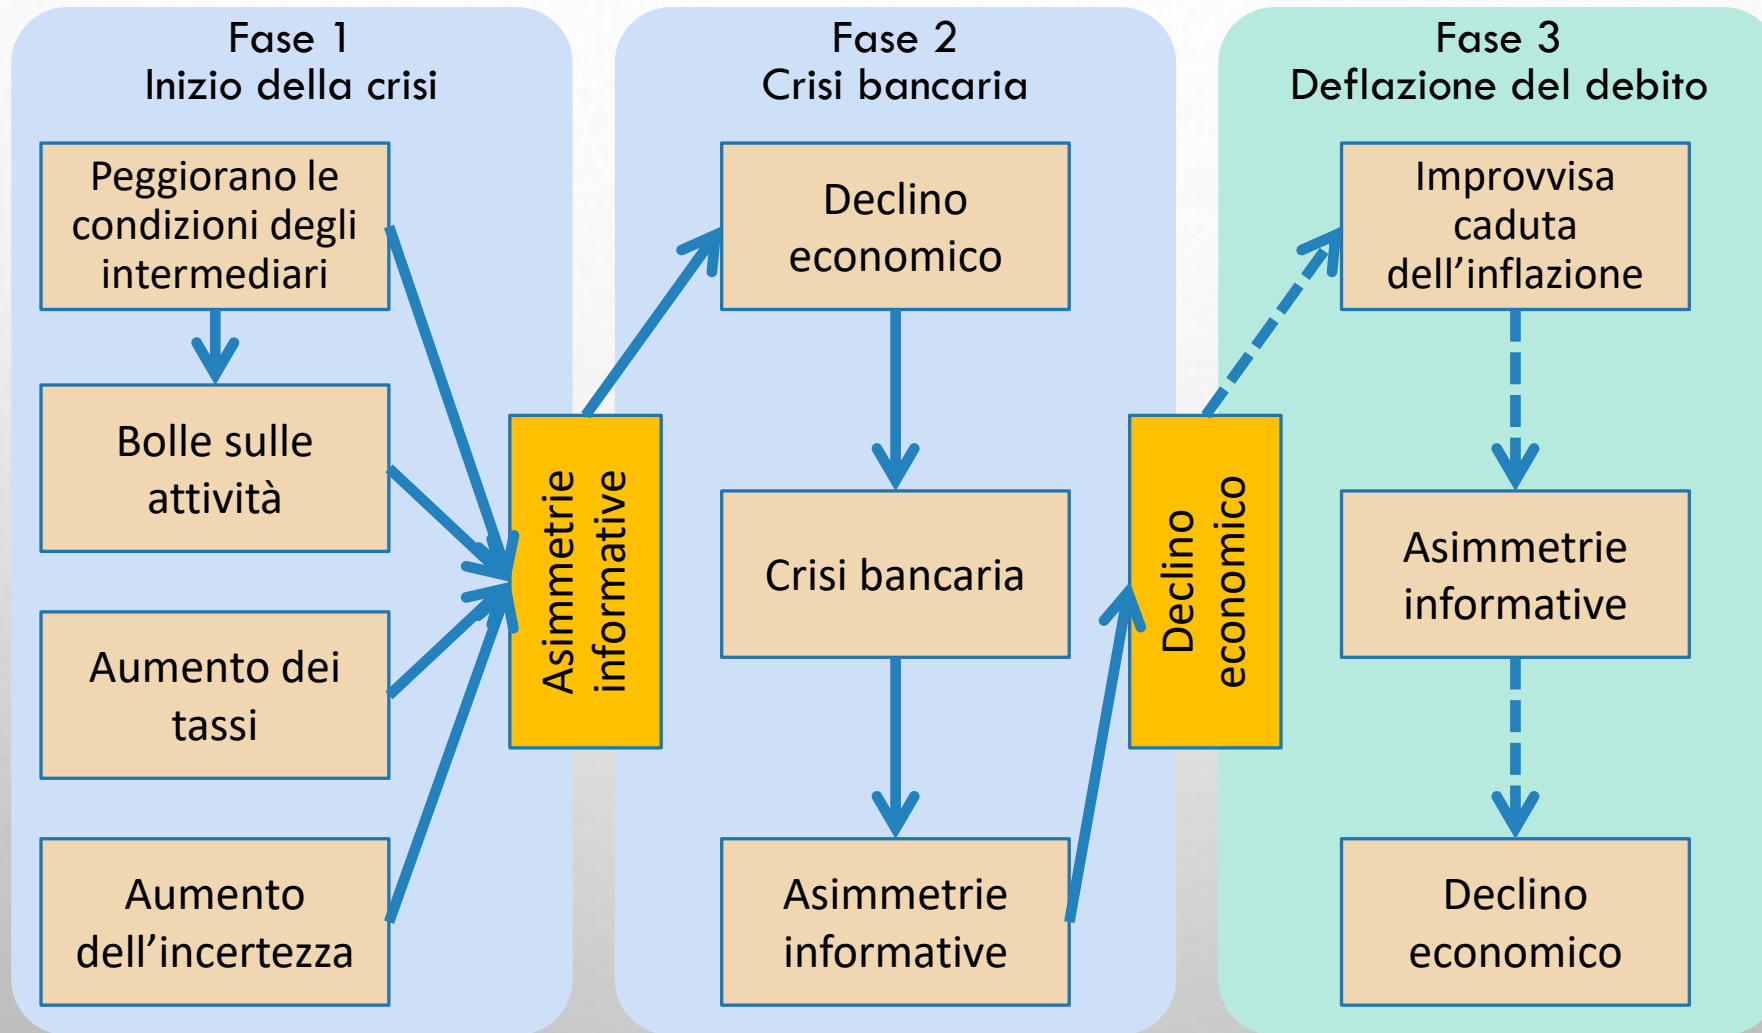 Fase 1
Inizio della crisi
Peggiorano le
condizioni degli
intermediari
Bolle sulle
attività
Aumento dei
tassi
Aumento
dell’incertezza
Asimmetrie
informative
Fase 2
Crisi bancaria
Declino
economico
Crisi bancaria
Asimmetrie
informative
Declino
economico
Fase 3
Deflazione del debito
Improvvisa
caduta
dell’inflazione
Asimmetrie
informative
Declino
economico